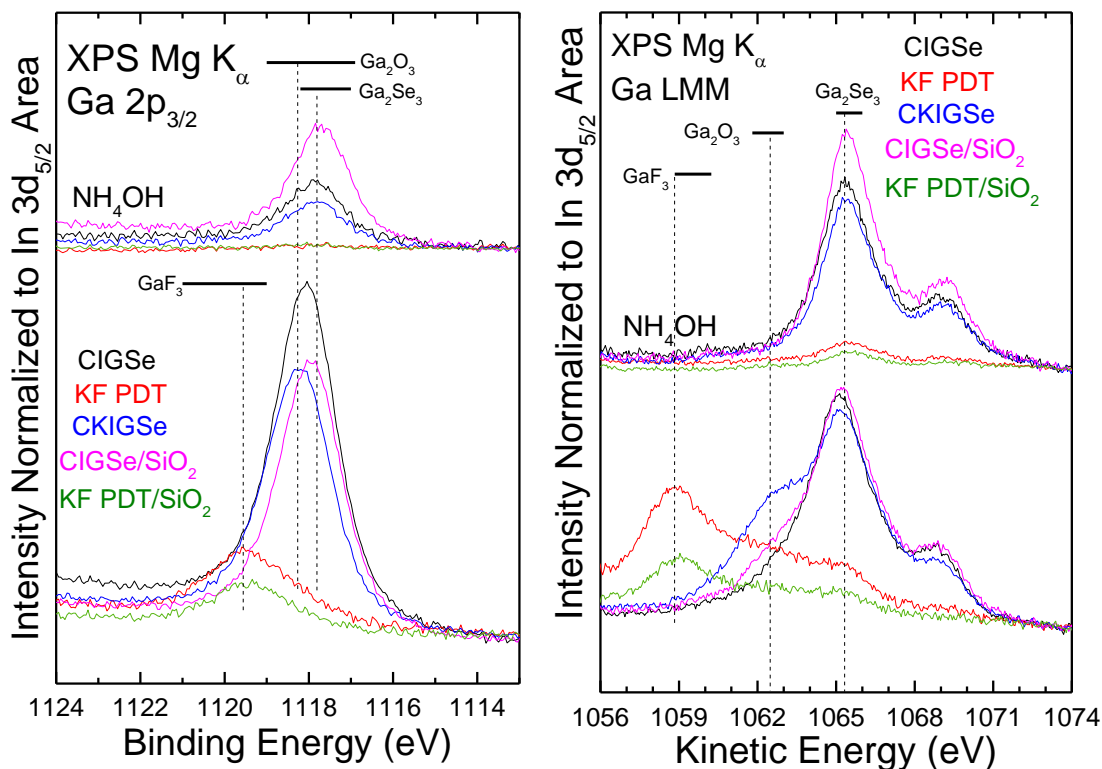 XPS Mg Kα
Ga 2p3/2
Ga2O3
Ga2Se3
NH4OH
GaF3
CIGSe
KF PDT
CKIGSe
CIGSe/SiO2
KF PDT/SiO2
Intensity Normalized to In 3d5/2 Area
1124 1122 1120 1118 1116 1114
Binding Energy (eV)
XPS Mg Kα
Ga LMM
CIGSe
KF PDT
CKIGSe
CIGSe/SiO2
KF PDT/SiO2
Ga2Se3
Ga2O3
GaF3
NH4OH
Intensity Normalized to In 3d5/2 Area
1056 1059 1062 1065 1068 1071 1074
Kinetic Energy (eV)